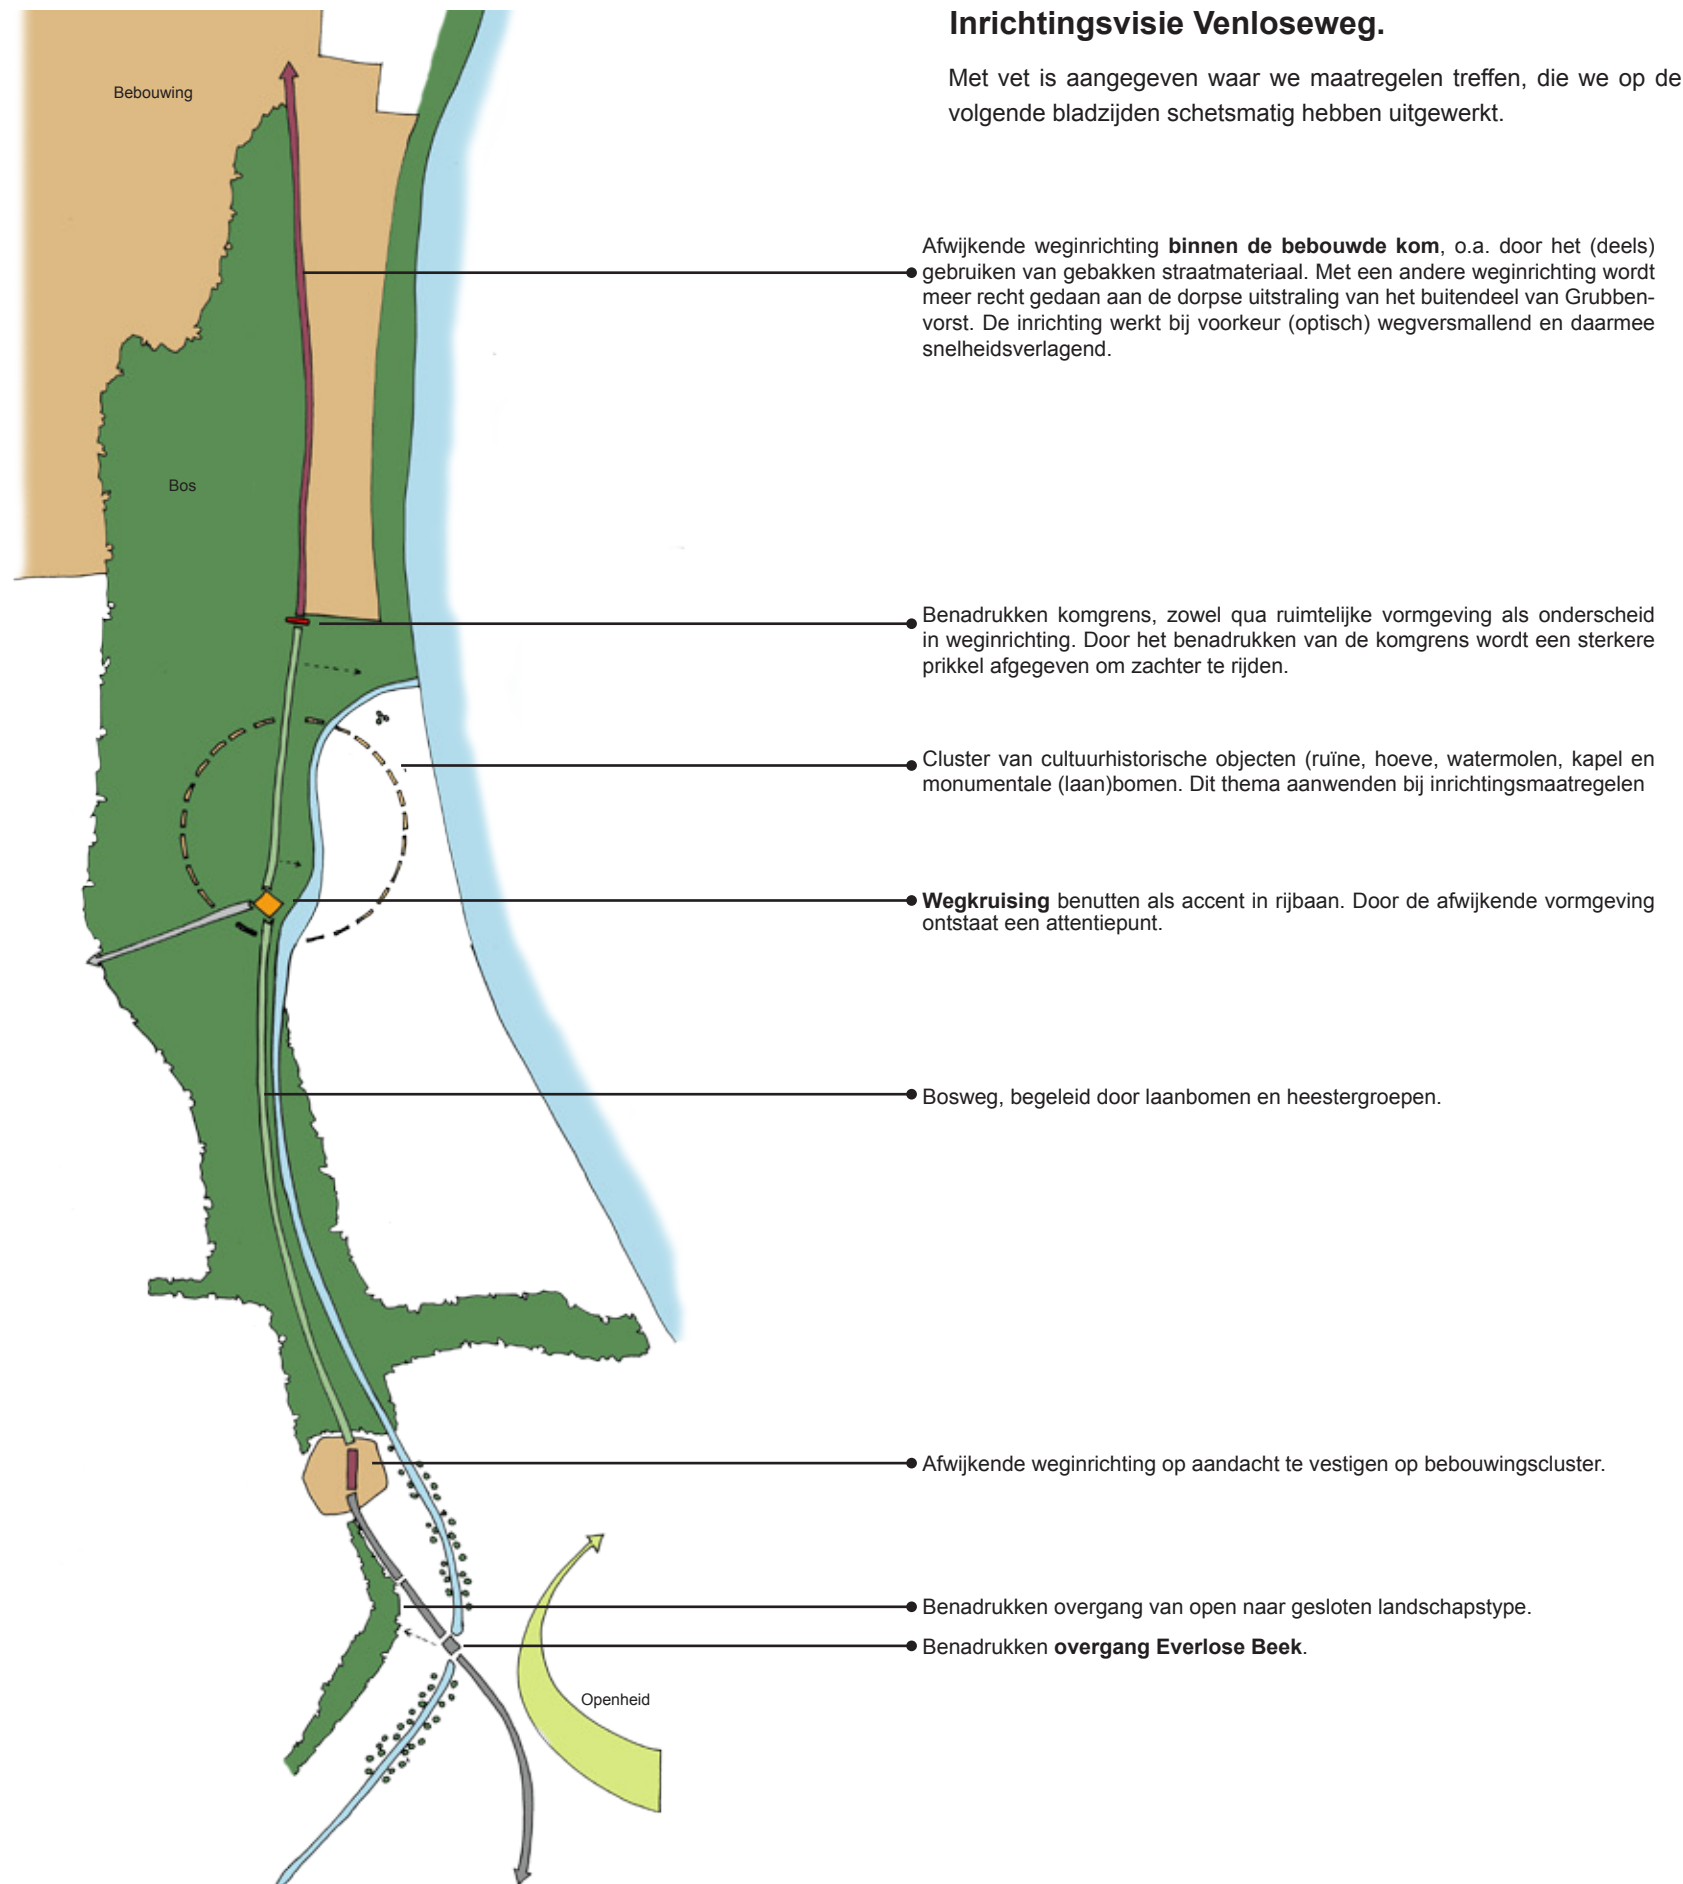 Inrichtingsvisie Venloseweg.
Met vet is aangegeven waar we maatregelen treffen, die we op de
volgende bladzijden schetsmatig hebben uitgewerkt.
Bebouwing
Afwijkende weginrichting binnen de bebouwde kom, o.a. door het (deels)
gebruiken van gebakken straatmateriaal. Met een andere weginrichting wordt
meer recht gedaan aan de dorpse uitstraling van het buitendeel van Grubben-
vorst. De inrichting werkt bij voorkeur (optisch) wegversmallend en daarmee
snelheidsverlagend.
Bos
Benadrukken komgrens, zowel qua ruimtelijke vormgeving als onderscheid
in weginrichting. Door het benadrukken van de komgrens wordt een sterkere
prikkel afgegeven om zachter te rijden.
Cluster van cultuurhistorische objecten (ruïne, hoeve, watermolen, kapel en
monumentale (laan)bomen. Dit thema aanwenden bij inrichtingsmaatregelen
Wegkruising benutten als accent in rijbaan. Door de afwijkende vormgeving
ontstaat een attentiepunt.
Bosweg, begeleid door laanbomen en heestergroepen.
Afwijkende weginrichting op aandacht te vestigen op bebouwingscluster.
Benadrukken overgang van open naar gesloten landschapstype.
Benadrukken overgang Everlose Beek.
Openheid